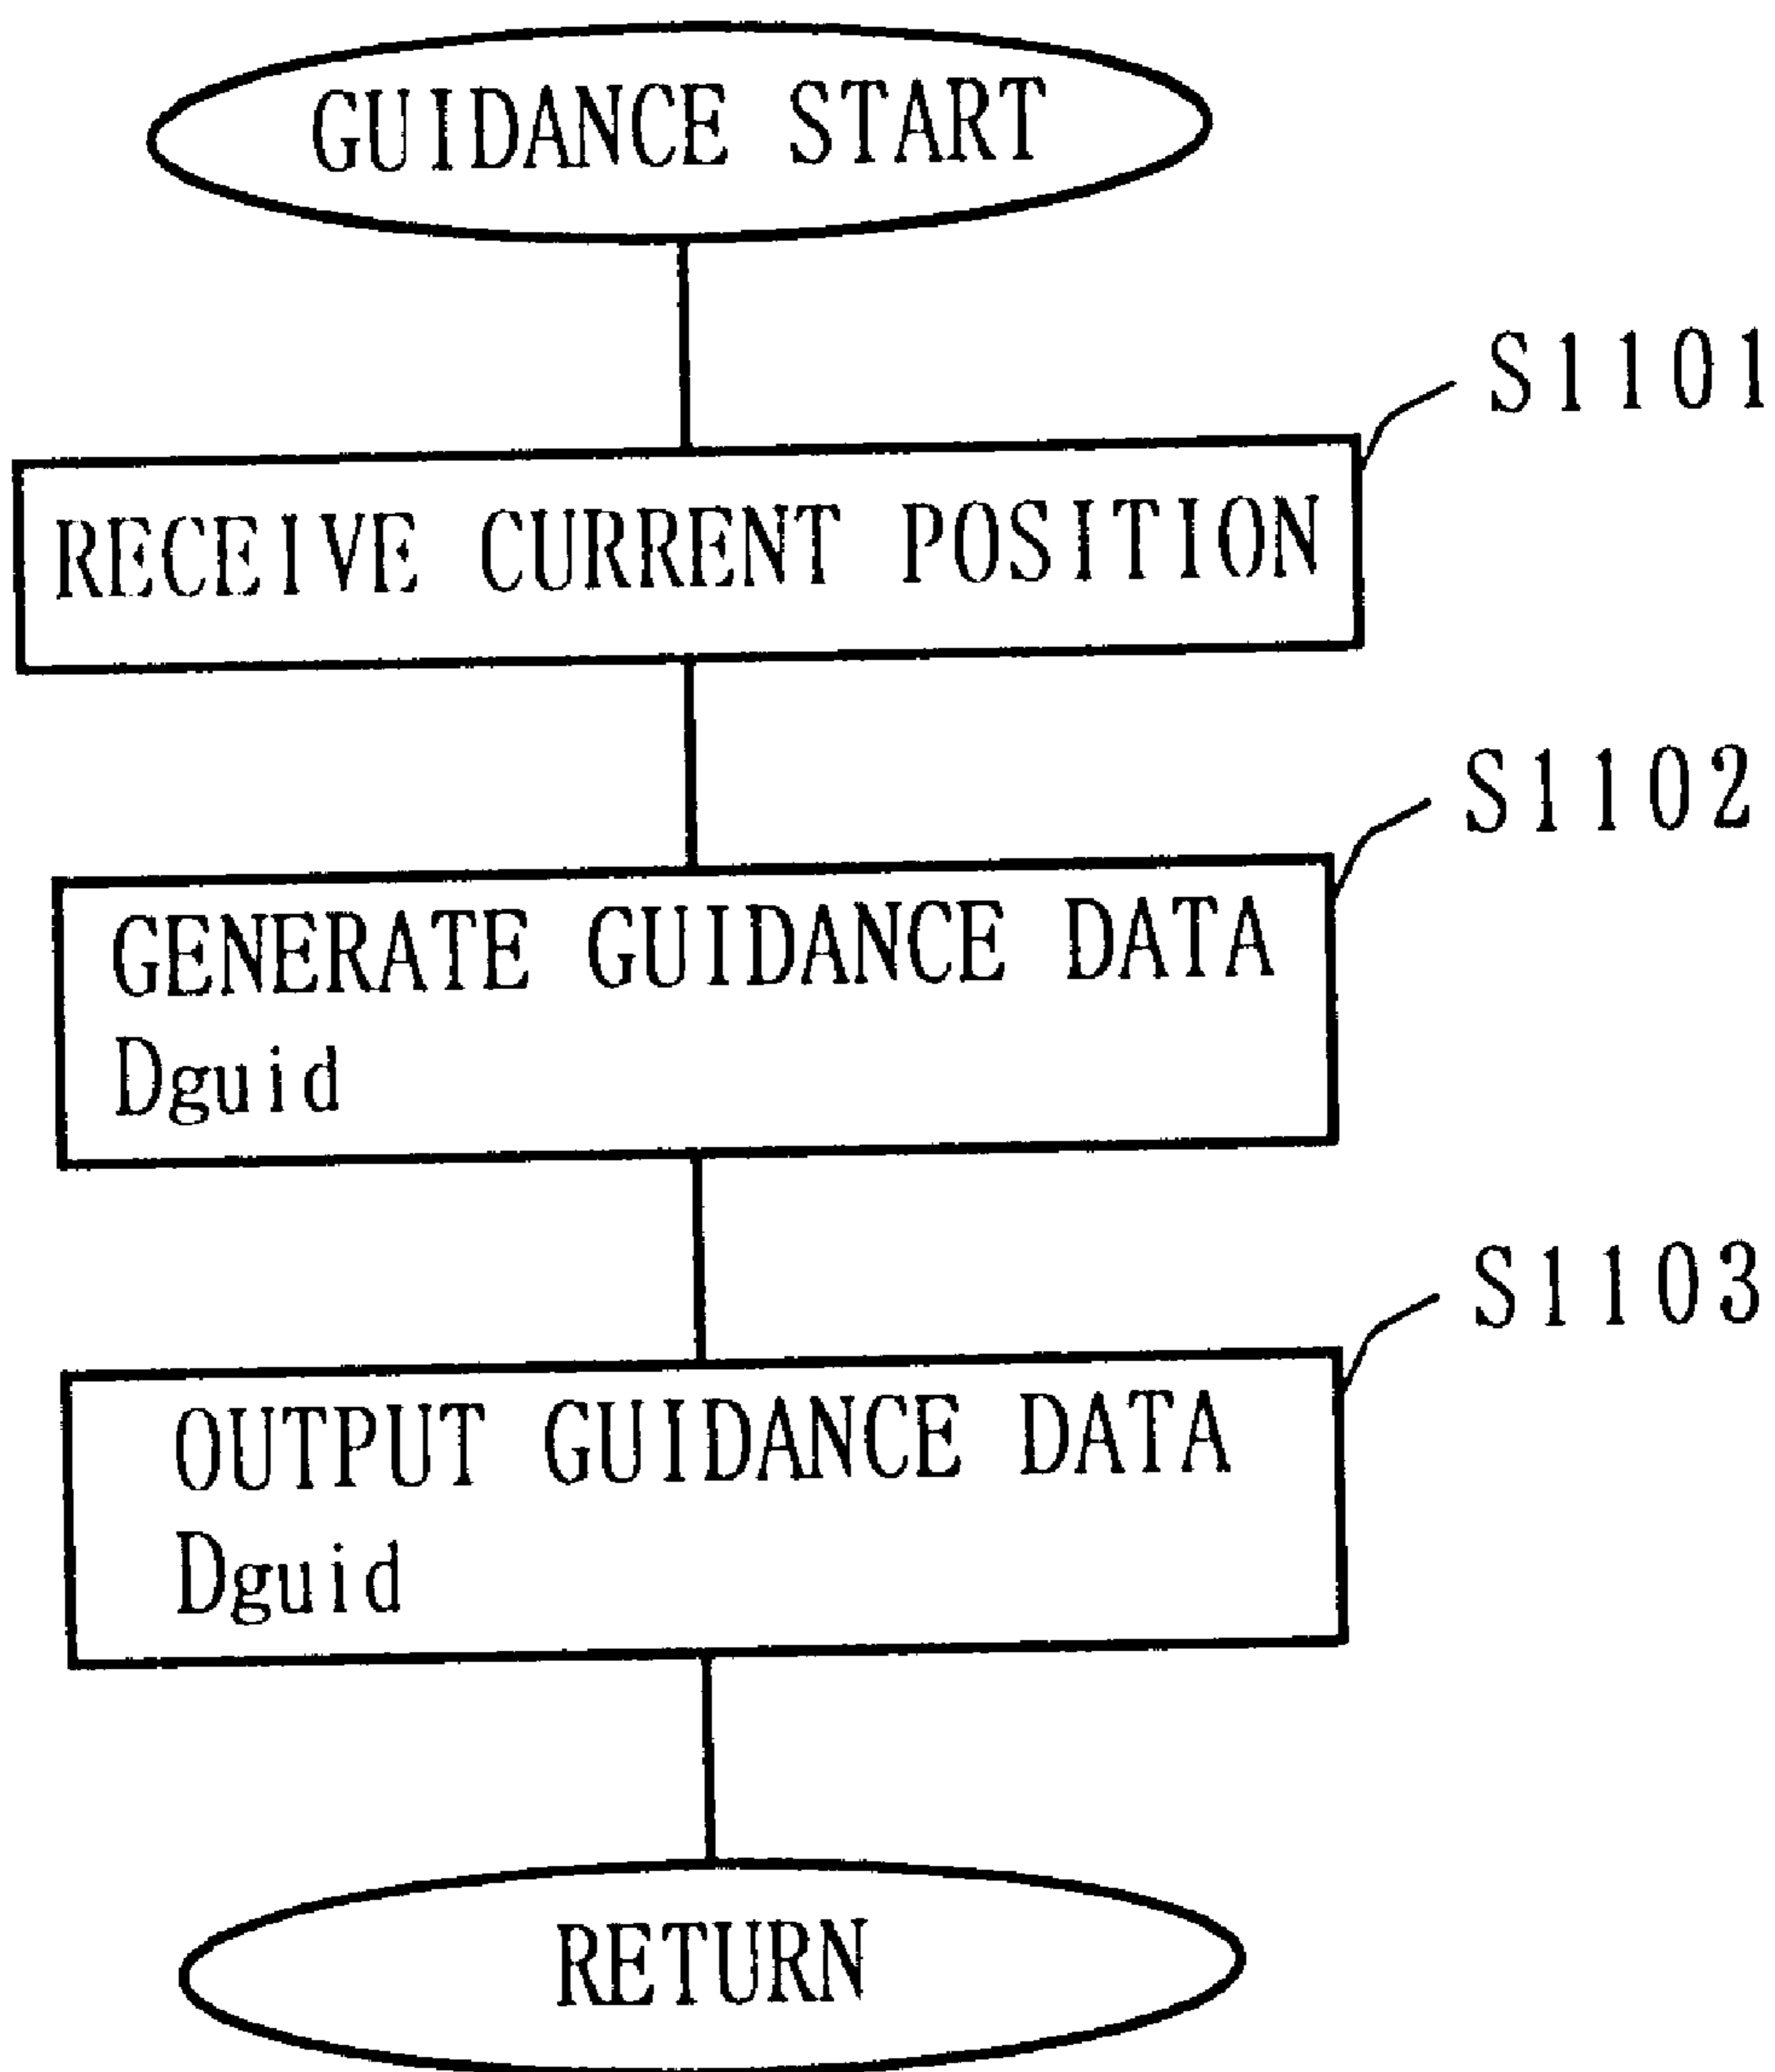 GUIDANCE START
S1101
RECEIVE CURRENT POSITION
S1102
GENERATE GUIDANCE DATA
Dguid
S1103
OUTPUT GUIDANCE DATA
Dguid
RETURN